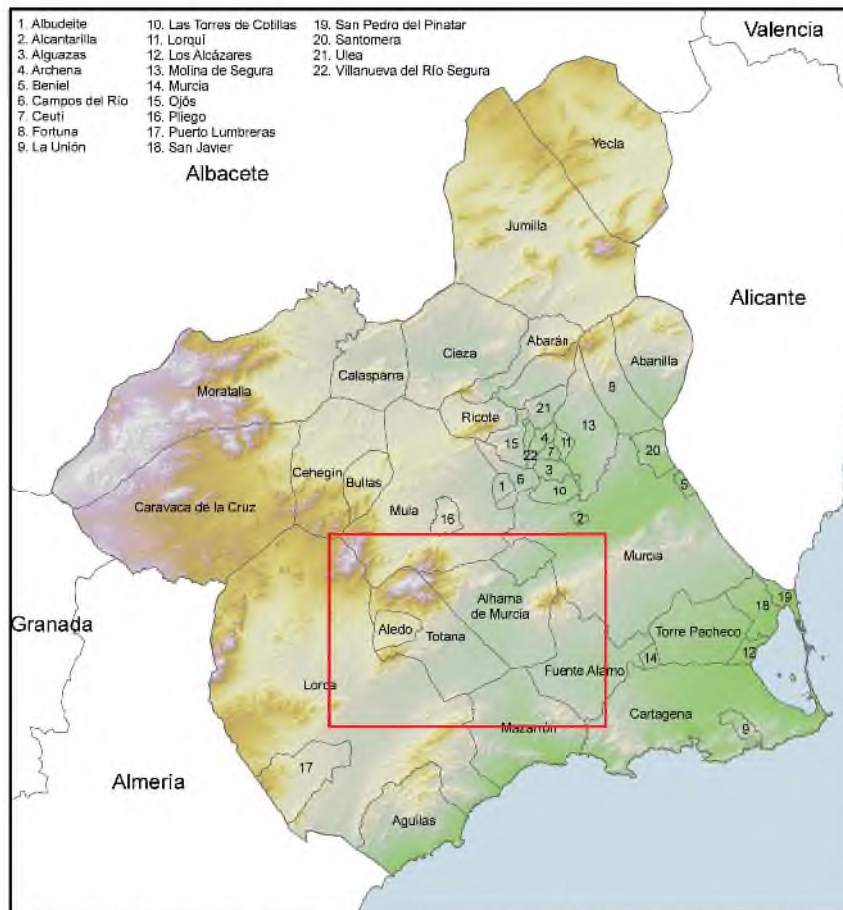 1. Albudeite
2. Alcantarilla
3. Alguazas
4. Archena
5. Beniel
6. Campos del Río
7. Ceutí
8. Fortuna
9. La Unión
10. Las Torres de Cotillas
11. Lorquí
12. Los Alcázares
13. Molina de Segura
14. Murcia
15. Ojós
16. Pliego
17. Puerto Lumbreras
18. San Javier
19. San Pedro del Pinatar
20. Santomera
21. Ulea
22. Villanueva del Río Segura
Valencia
Albacete
Yecla
Jumilla
Alicante
Cieza
Abarán
Abanilla
Calasparra
Moratalla
8
Ricote
21
13
15
4
11
22
7
20
Cehegín
Bullas
3
6
1
10
5
Caravaca de la Cruz
Mula
16
2
Murcia
Granada
Alhama
de Murcia
19
18
Aledo
Totana
Torre Pacheco
14
12
Fuente Alamo
Lorca
Cartagena
Mazarrón
9
17
Almería
Aguilas